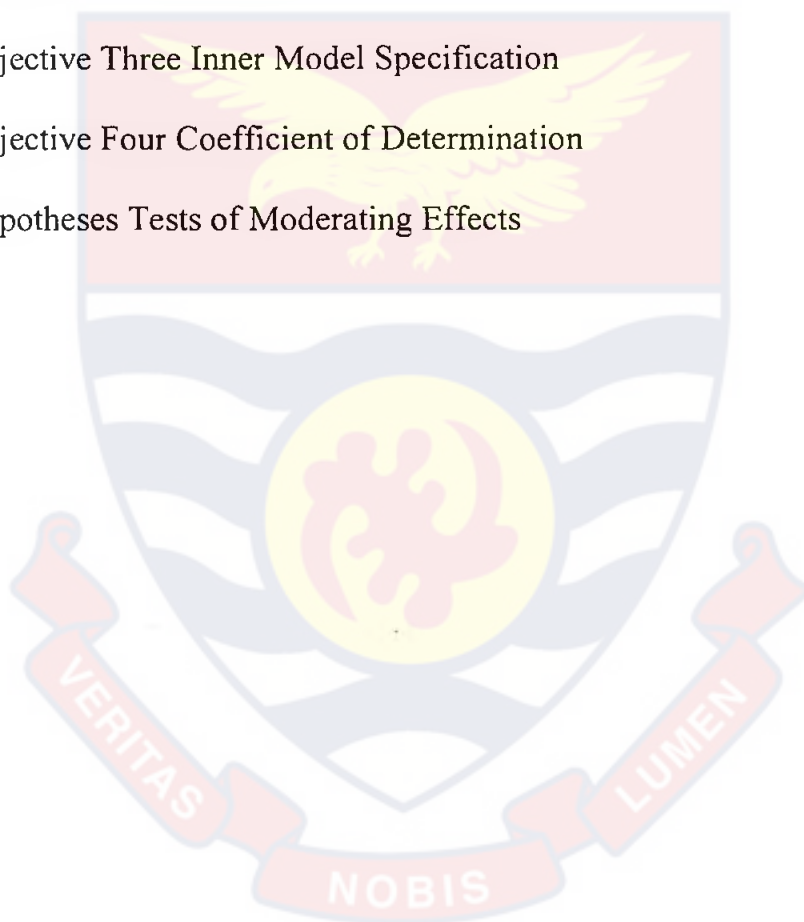 jective Three Inner Model Specification
jective Four Coefficient of Determination
potheses Tests of Moderating Effects
VERITAS
NOBIS
LUMEN